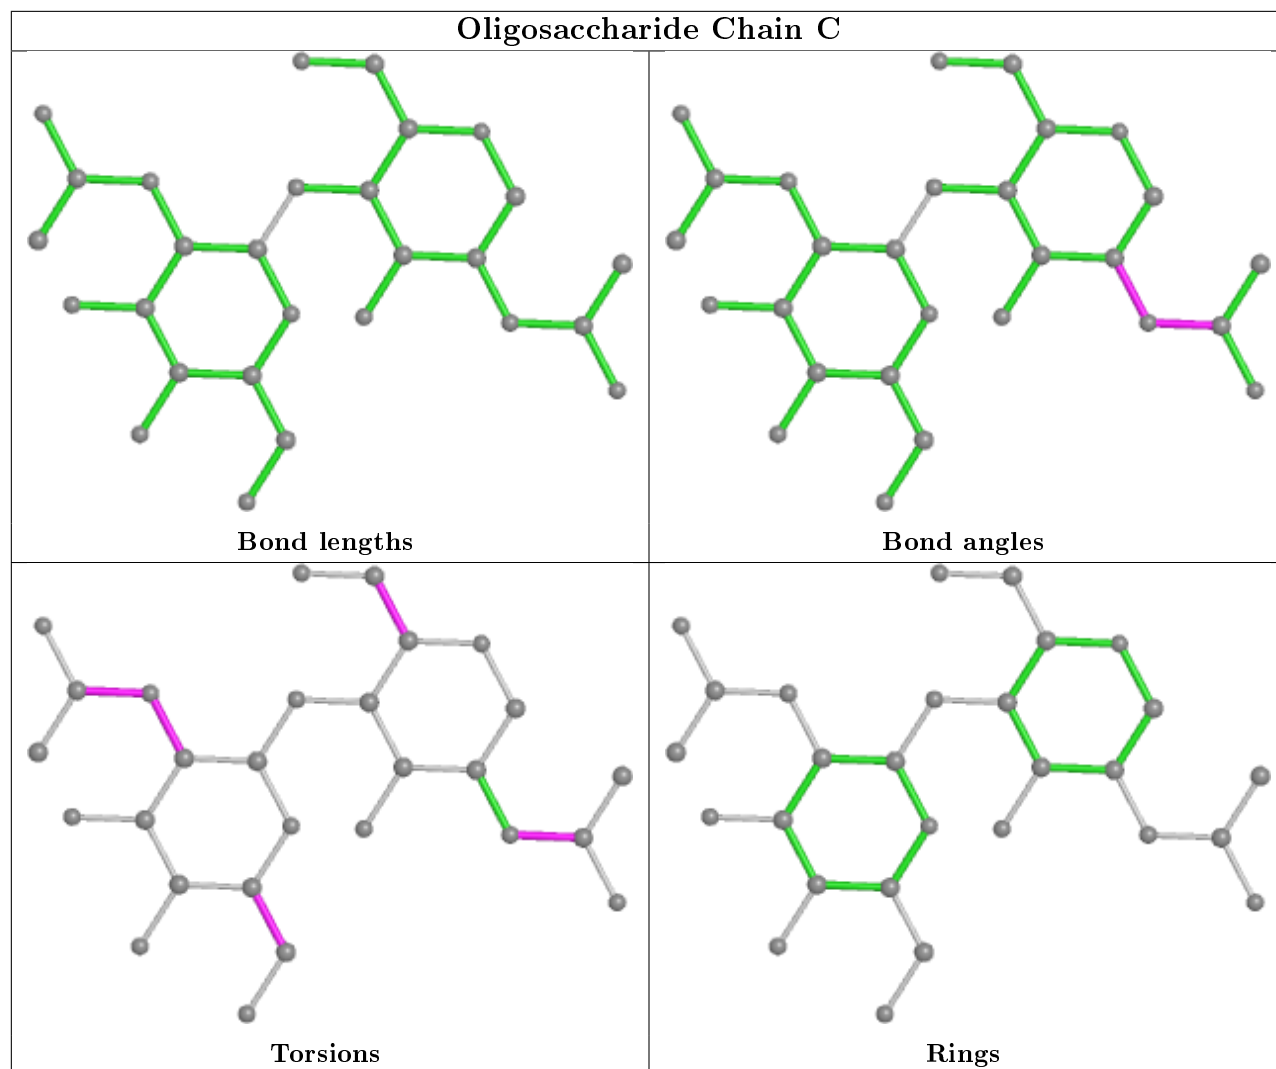 Oligosaccharide Chain C
Bond lengths
Bond angles
Torsions
Rings